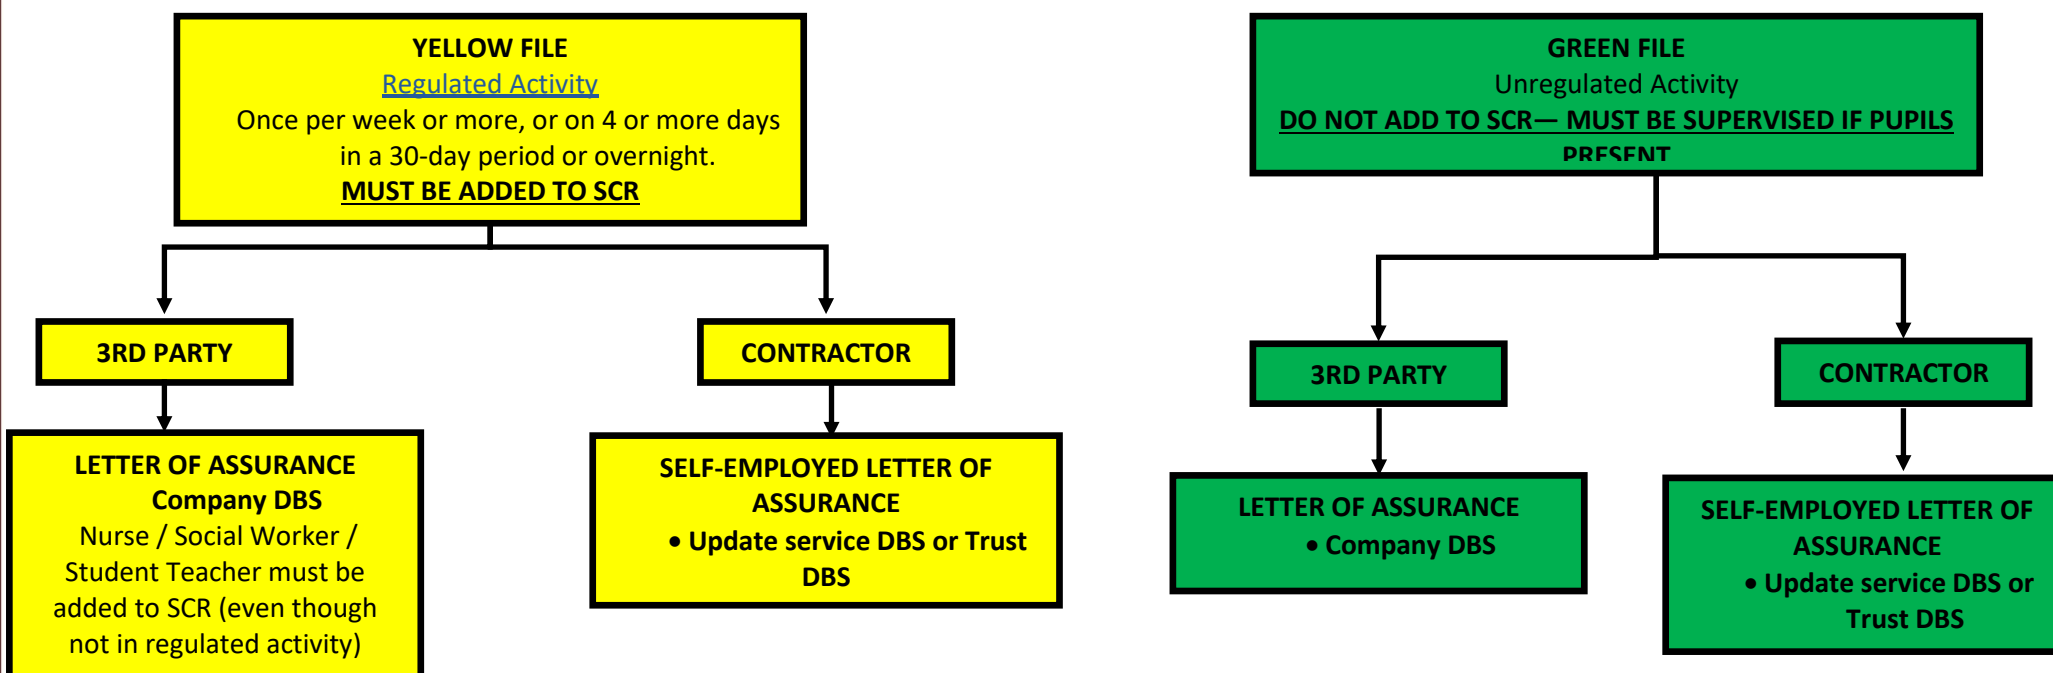 YELLOW FILE
Regulated Activity
Once per week or more, or on 4 or more days
in a 30-day period or overnight.
MUST BE ADDED TO SCR
3RD PARTY
CONTRACTOR
LETTER OF ASSURANCE
Company DBS
Nurse / Social Worker /
Student Teacher must be
added to SCR (even though
not in regulated activity)
SELF-EMPLOYED LETTER OF
ASSURANCE
• Update service DBS or Trust
DBS
GREEN FILE
Unregulated Activity
DO NOT ADD TO SCR— MUST BE SUPERVISED IF PUPILS
PRESENT
3RD PARTY
CONTRACTOR
LETTER OF ASSURANCE
• Company DBS
SELF-EMPLOYED LETTER OF
ASSURANCE
• Update service DBS or
Trust DBS